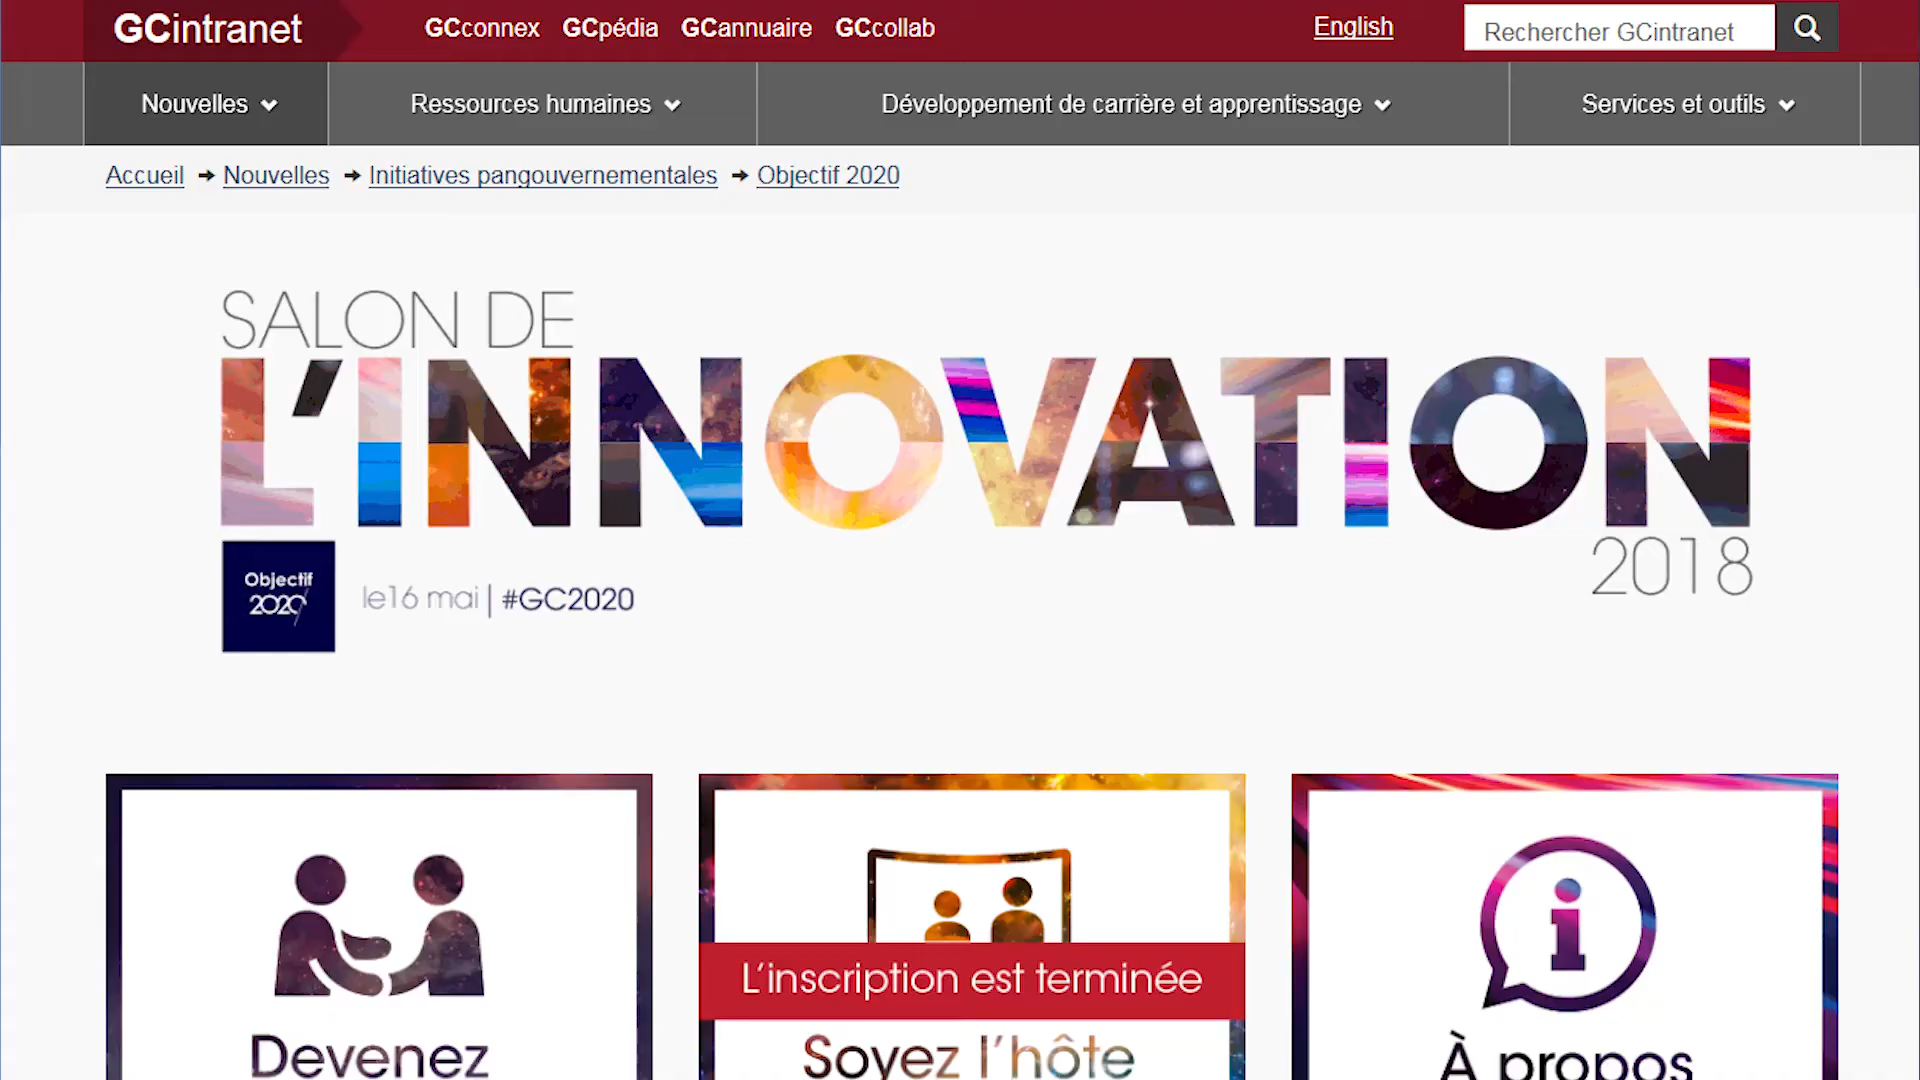 GCintranet
GCconnex GCpédia GCannuaire GCcollab
English
Rechercher GCintranet
Nouvelles
Ressources humaines
Développement de carrière et apprentissage
Services et outils
Accueil Nouvelles Initiatives pangouvernementales Objectif 2020
SALON DE
L'INNOVATION
2018
Objectif
2020
le16 mai | #GC2020
L'inscription est terminée
Devenez
Soyez l'hôte
À propos